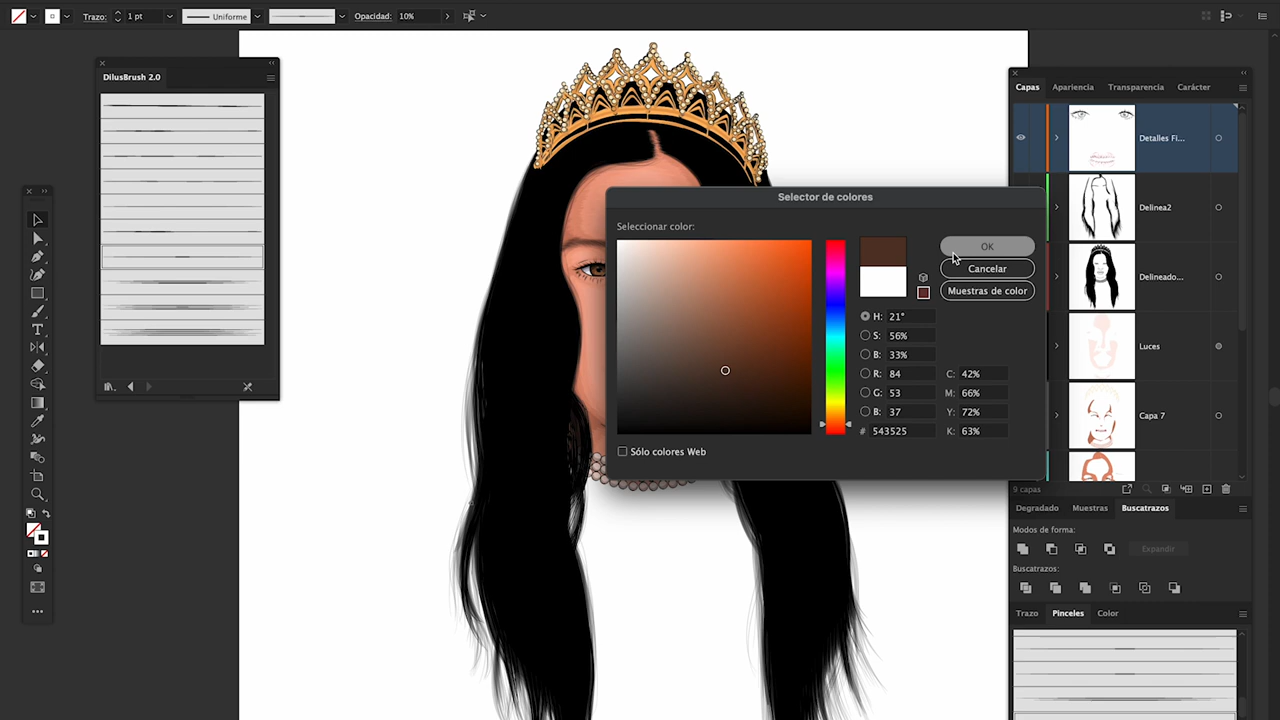 Trazo: 1 pt Uniforme Opacidad: 10%
DilusBrush 2.0
Selector de colores
Seleccionar color:
OK
Cancelar
Muestras de color
H: 21°
S: 56%
B: 33%
R: 84 C: 42%
G: 53 M: 66%
B: 37 Y: 72%
# 543525 K: 63%
Sólo colores Web
Capas Apariencia Transparencia Carácter
Detalles Fi...
Delinea2
Delineado...
Luces
Capa 7
9 capas
Degradado Muestras Buscatrazos
Modos de forma:
Expandir
Buscatrazos:
Trazo Pinceles Color